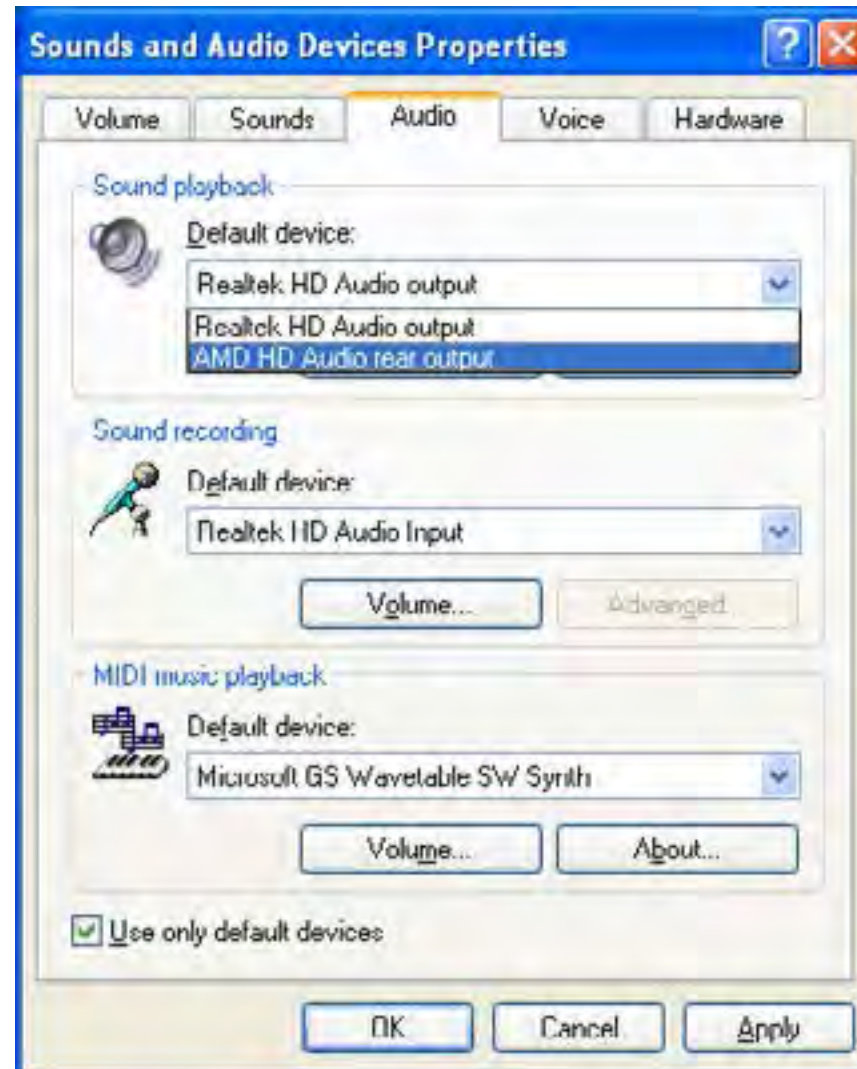 Sounds and Audio Devices Properties
Volume Sounds Audio Voice Hardware
Sound playback
Default device:
Realtek HD Audio output
Realtek HD Audio output
AMD HD Audio rear output
Sound recording
Default device:
Realtek HD Audio Input
Volume... Advanced
MIDI music playback
Default device:
Microsoft GS Wavetable SW Synth
Volume... About...
Use only default devices
OK Cancel Apply